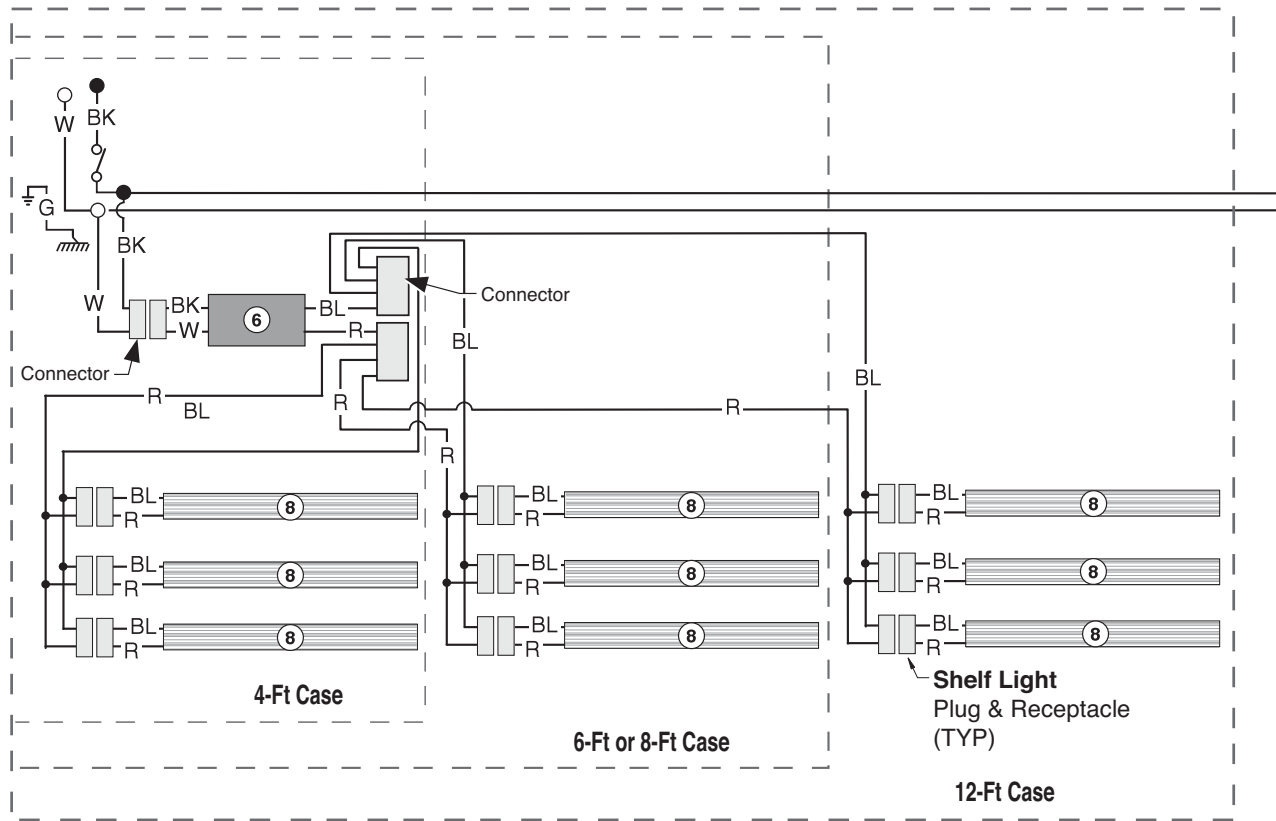 W
BK
G
BK
W
BK
W
6
BL
R
Connector
Connector
BL
BL
R
BL
R
R
R
BL
R
8
BL
R
8
BL
R
8
BL
R
8
BL
R
8
BL
R
8
BL
R
8
BL
R
8
BL
R
8
4-Ft Case
Shelf Light
Plug & Receptacle
(TYP)
6-Ft or 8-Ft Case
12-Ft Case